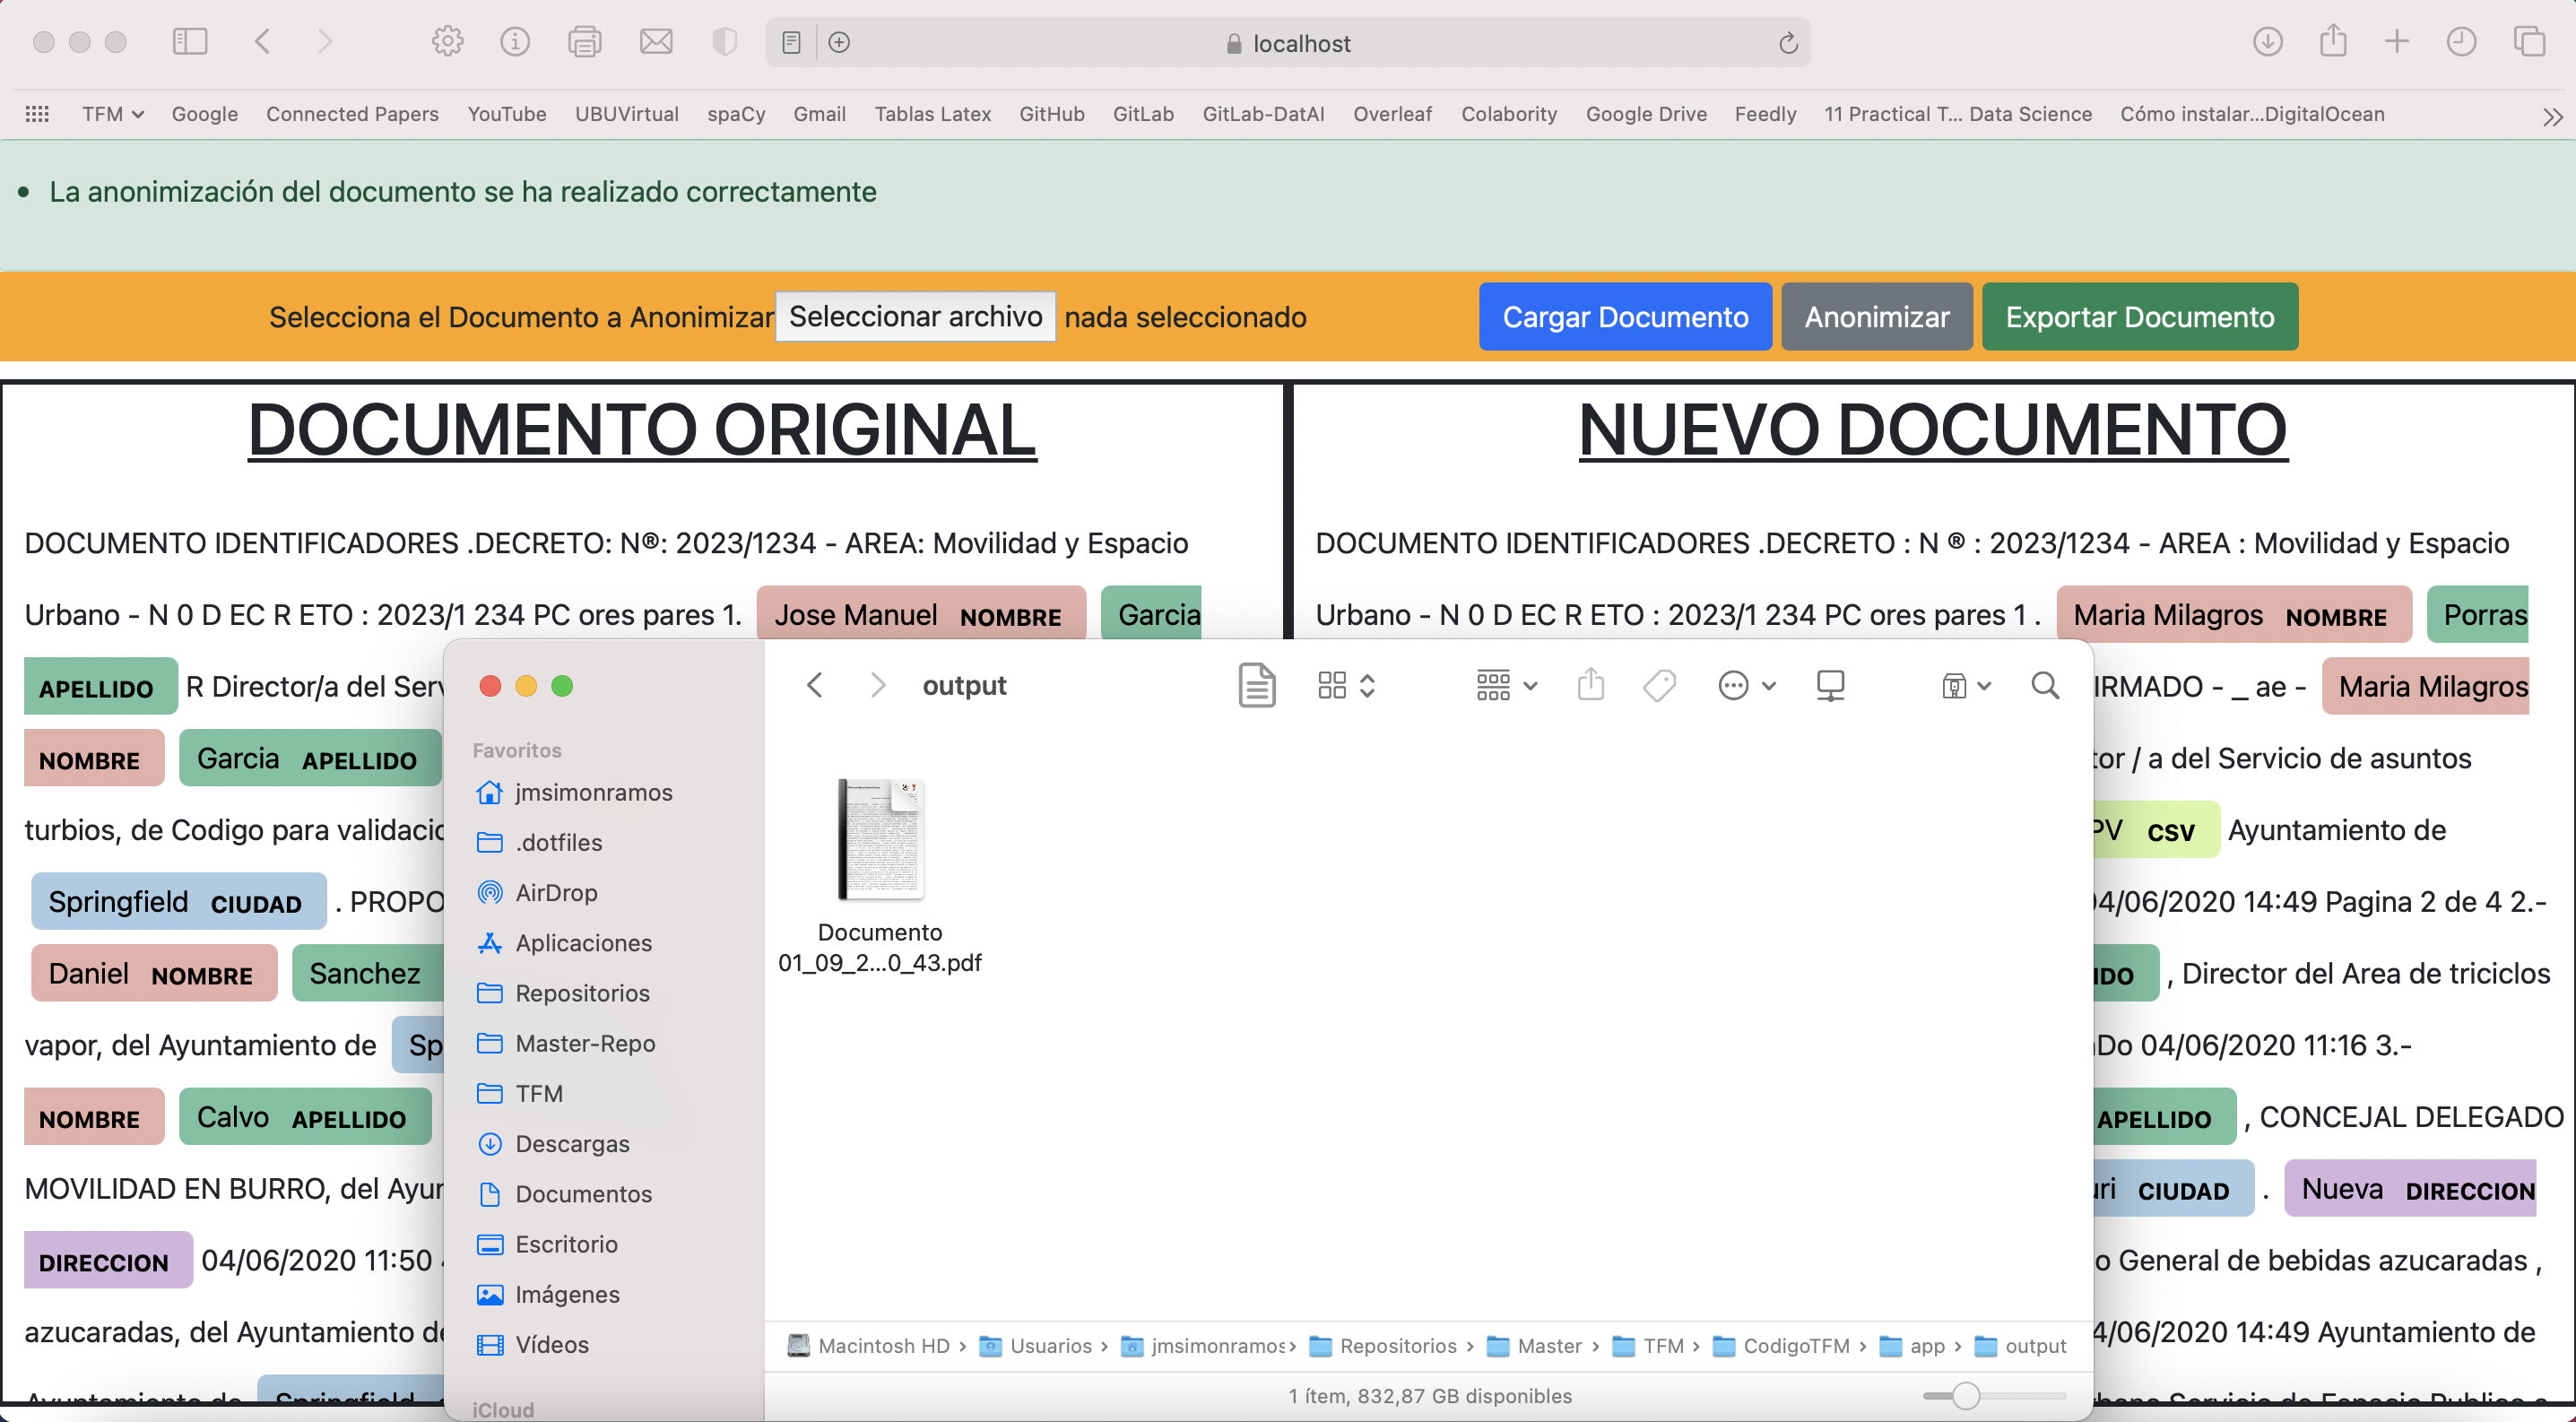 localhost
TFM Google Connected Papers YouTube UBUVirtual spaCy Gmail Tablas Latex GitHub GitLab GitLab-DatAI Overleaf Colabority Google Drive Feedly 11 Practical T... Data Science Cómo instalar...DigitalOcean
• La anonimización del documento se ha realizado correctamente
Selecciona el Documento a Anonimizar Seleccionar archivo nada seleccionado Cargar Documento Anonimizar Exportar Documento
DOCUMENTO ORIGINAL
DOCUMENTO IDENTIFICADORES .DECRETO: N®: 2023/1234 - AREA: Movilidad y Espacio
Urbano - N 0 D EC R ETO : 2023/1 234 PC ores pares 1. Jose Manuel NOMBRE Garcia
APELLIDO R Director/a del Serv
NOMBRE Garcia APELLIDO
turbios, de Codigo para validacio
Springfield CIUDAD . PROPO
Daniel NOMBRE Sanchez
vapor, del Ayuntamiento de Sp
NOMBRE Calvo APELLIDO
MOVILIDAD EN BURRO, del Ayun
DIRECCION 04/06/2020 11:50
azucaradas, del Ayuntamiento de
Ayuntamiento de Springfield
NUEVO DOCUMENTO
DOCUMENTO IDENTIFICADORES .DECRETO : N ® : 2023/1234 - AREA : Movilidad y Espacio
Urbano - N 0 D EC R ETO : 2023/1 234 PC ores pares 1 . Maria Milagros NOMBRE Porras
IRMADO - _ ae - Maria Milagros
tor / a del Servicio de asuntos
PV CSV Ayuntamiento de
04/06/2020 14:49 Pagina 2 de 4 2.-
IDO , Director del Area de triciclos
Do 04/06/2020 11:16 3.-
APELLIDO , CONCEJAL DELEGADO
uri CIUDAD . Nueva DIRECCION
o General de bebidas azucaradas ,
4/06/2020 14:49 Ayuntamiento de
bano Servicio de Espacio Publico
output
Favoritos
jmsimonramos
.dotfiles
AirDrop
Aplicaciones
Repositorios
Master-Repo
TFM
Descargas
Documentos
Escritorio
Imágenes
Vídeos
iCloud
Documento
01_09_2...0_43.pdf
Macintosh HD › Usuarios › jmsimonramos › Repositorios › Master › TFM › CodigoTFM › app › output
1 ítem, 832,87 GB disponibles